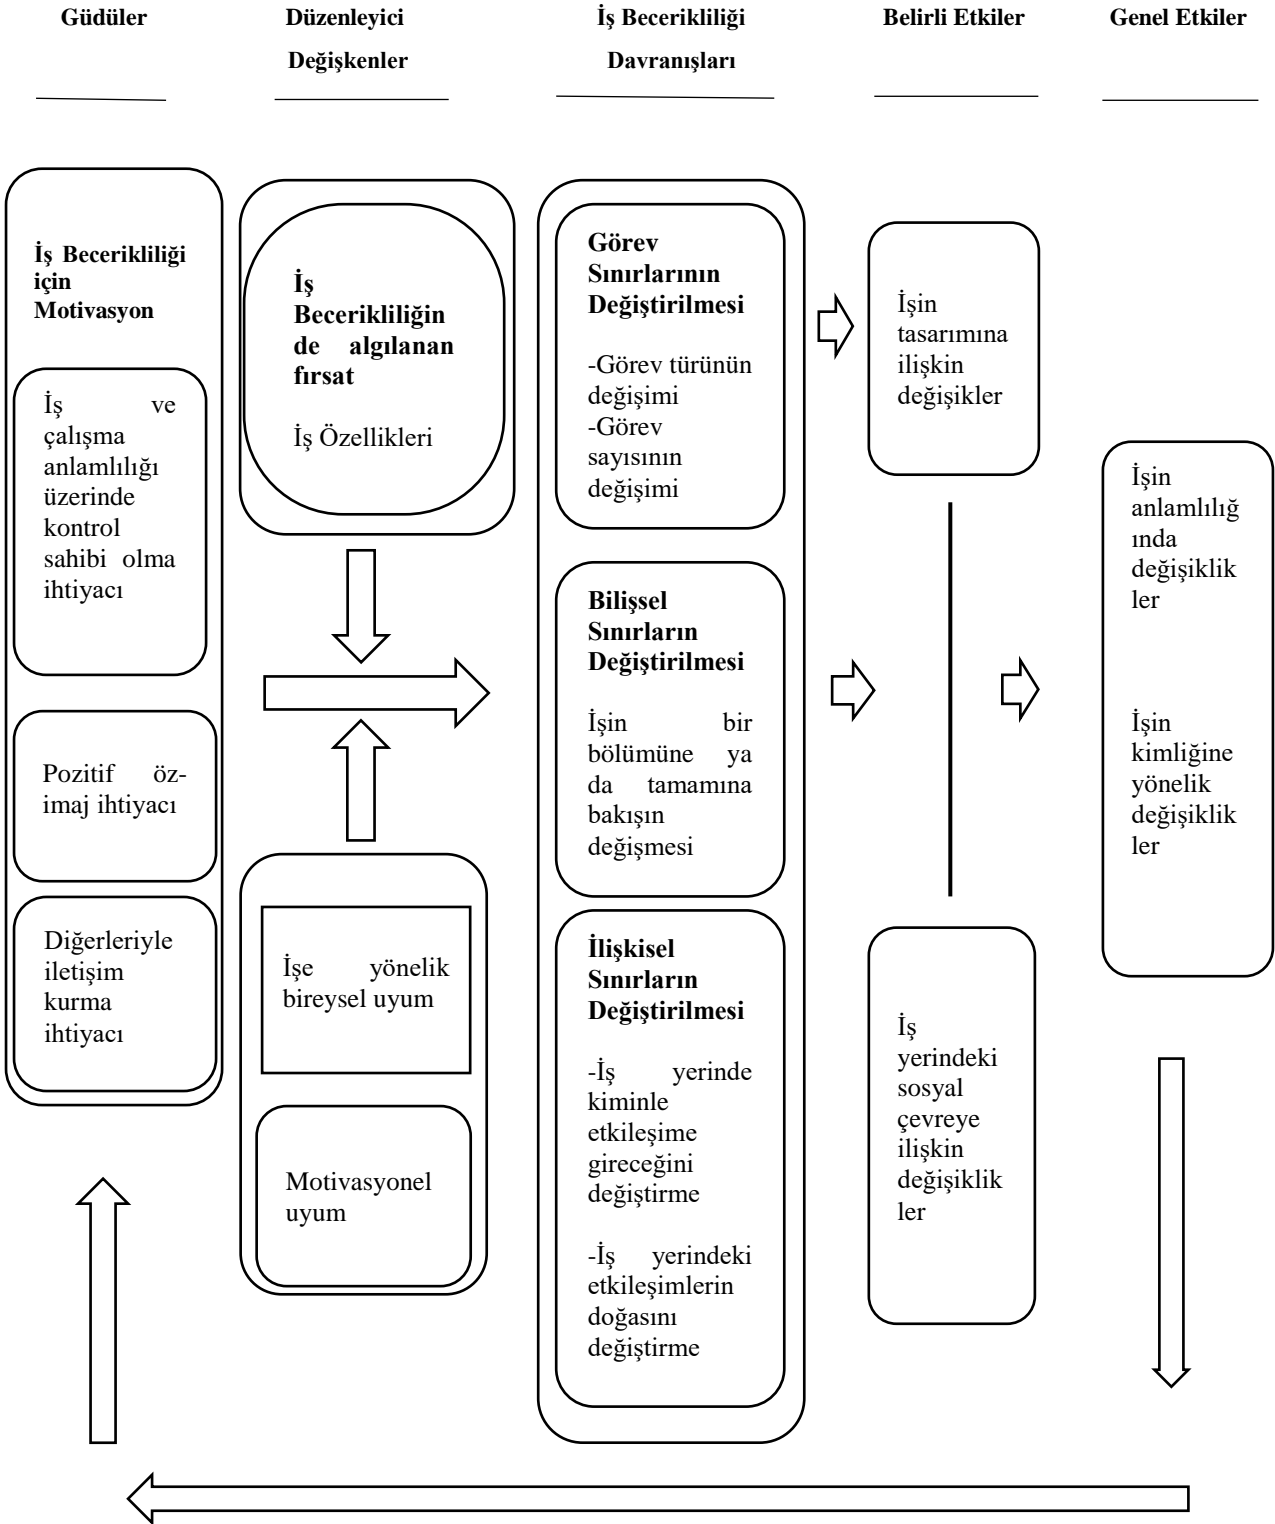 Güdüler
Düzenleyici
Değişkenler
İş Becerikliliği
Davranışları
Belirli Etkiler
Genel Etkiler
İş Becerikliliği
için
Motivasyon
İş ve
çalışma
anlamlılığı
üzerinde
kontrol
sahibi olma
ihtiyacı
Pozitif öz-
imaj ihtiyacı
Diğerleriyle
iletişim
kurma
ihtiyacı
İş
Becerikliliğin
de algılanan
fırsat
İş Özellikleri
İşe yönelik
bireysel uyum
Motivasyonel
uyum
Görev
Sınırlarının
Değiştirilmesi
-Görev türünün
değişimi
-Görev
sayısının
değişimi
Bilişsel
Sınırların
Değiştirilmesi
İşin bir
bölümüne ya
da tamamına
bakışın
değişmesi
İlişkisel
Sınırların
Değiştirilmesi
-İş yerinde
kiminle
etkileşime
gireceğini
değiştirme
-İş yerindeki
etkileşimlerin
doğasını
değiştirme
İşin
tasarımına
ilişkin
değişikler
İş
yerindeki
sosyal
çevreye
ilişkin
değişiklik
ler
İşin
anlamlılığ
ında
değişiklik
ler
İşin
kimliğine
yönelik
değişiklik
ler